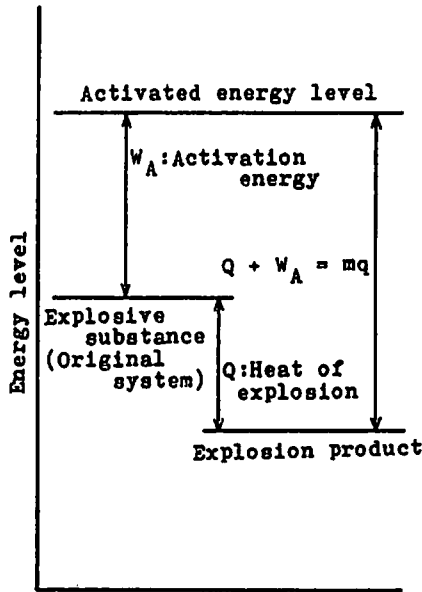 Activated energy level
W_A:Activation
energy
Q + W_A = mq
Energy level
Explosive
substance
(Original
system)
Q:Heat of
explosion
Explosion product